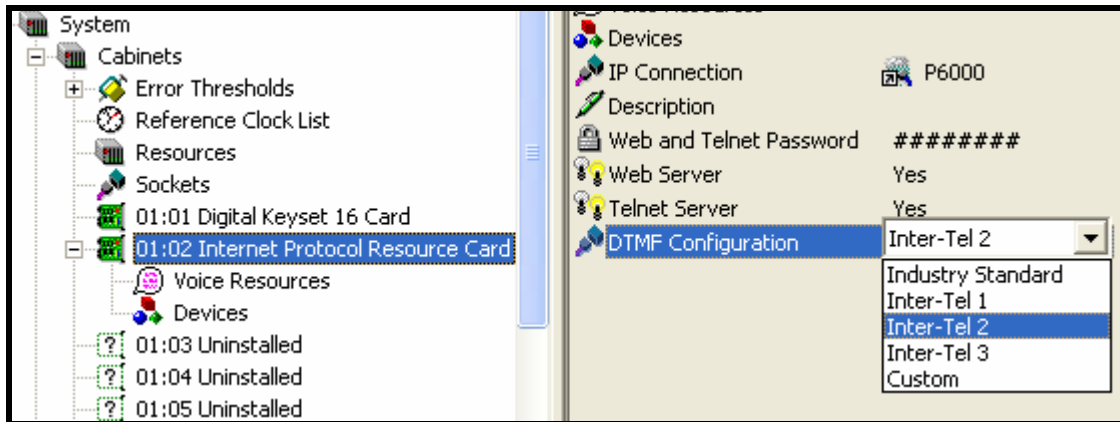 System
Cabinets
Error Thresholds
Reference Clock List
Resources
Sockets
01:01 Digital Keyset 16 Card
01:02 Internet Protocol Resource Card
Voice Resources
Devices
01:03 Uninstalled
01:04 Uninstalled
01:05 Uninstalled
Devices
IP Connection P6000
Description
Web and Telnet Password ########
Web Server Yes
Telnet Server Yes
DTMF Configuration Inter-Tel 2
Industry Standard
Inter-Tel 1
Inter-Tel 2
Inter-Tel 3
Custom